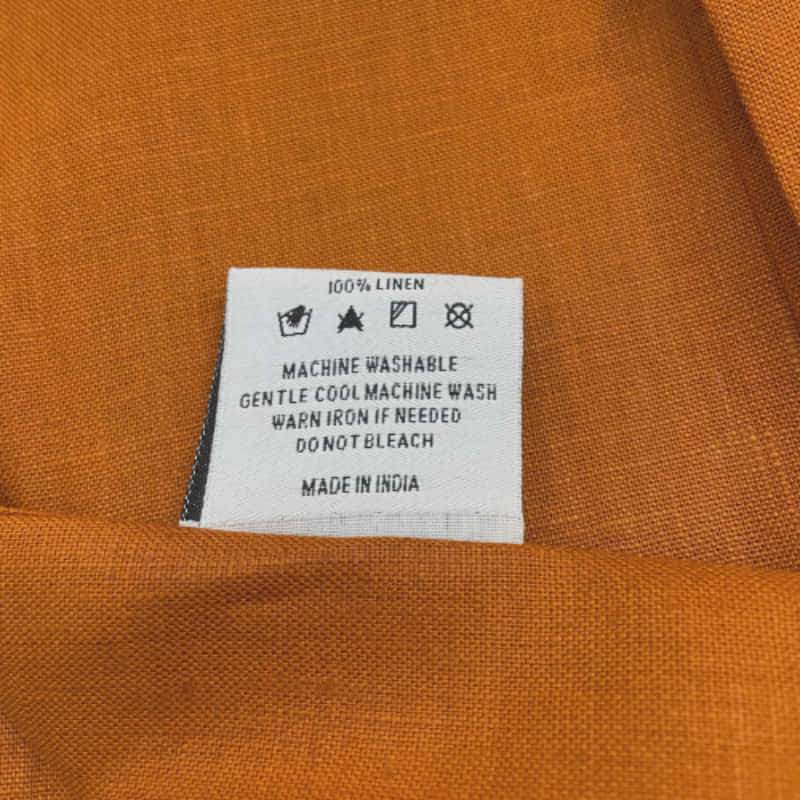 100% LINEN
MACHINE WASHABLE
GENTLE COOL MACHINE WASH
WARN IRON IF NEEDED
DO NOT BLEACH
MADE IN INDIA